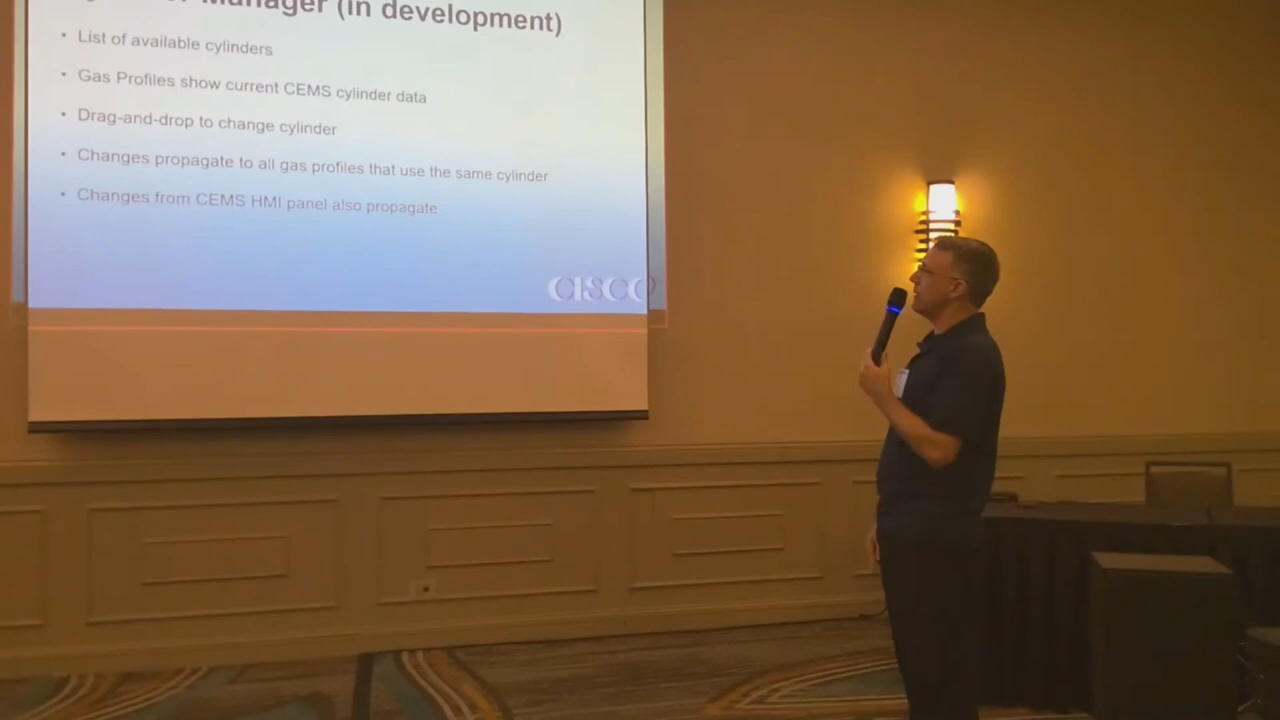 Manager (in development)
• List of available cylinders
• Gas Profiles show current CEMS cylinder data
• Drag-and-drop to change cylinder
• Changes propagate to all gas profiles that use the same cylinder
• Changes from CEMS HMI panel also propagate
CISCO